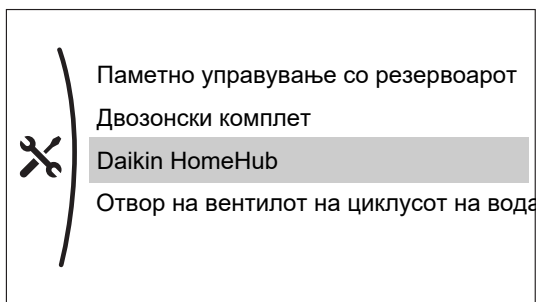 Паметно управување со резервоарот
Двозонски комплет
Daikin HomeHub
Отвор на вентилот на циклусот на вода